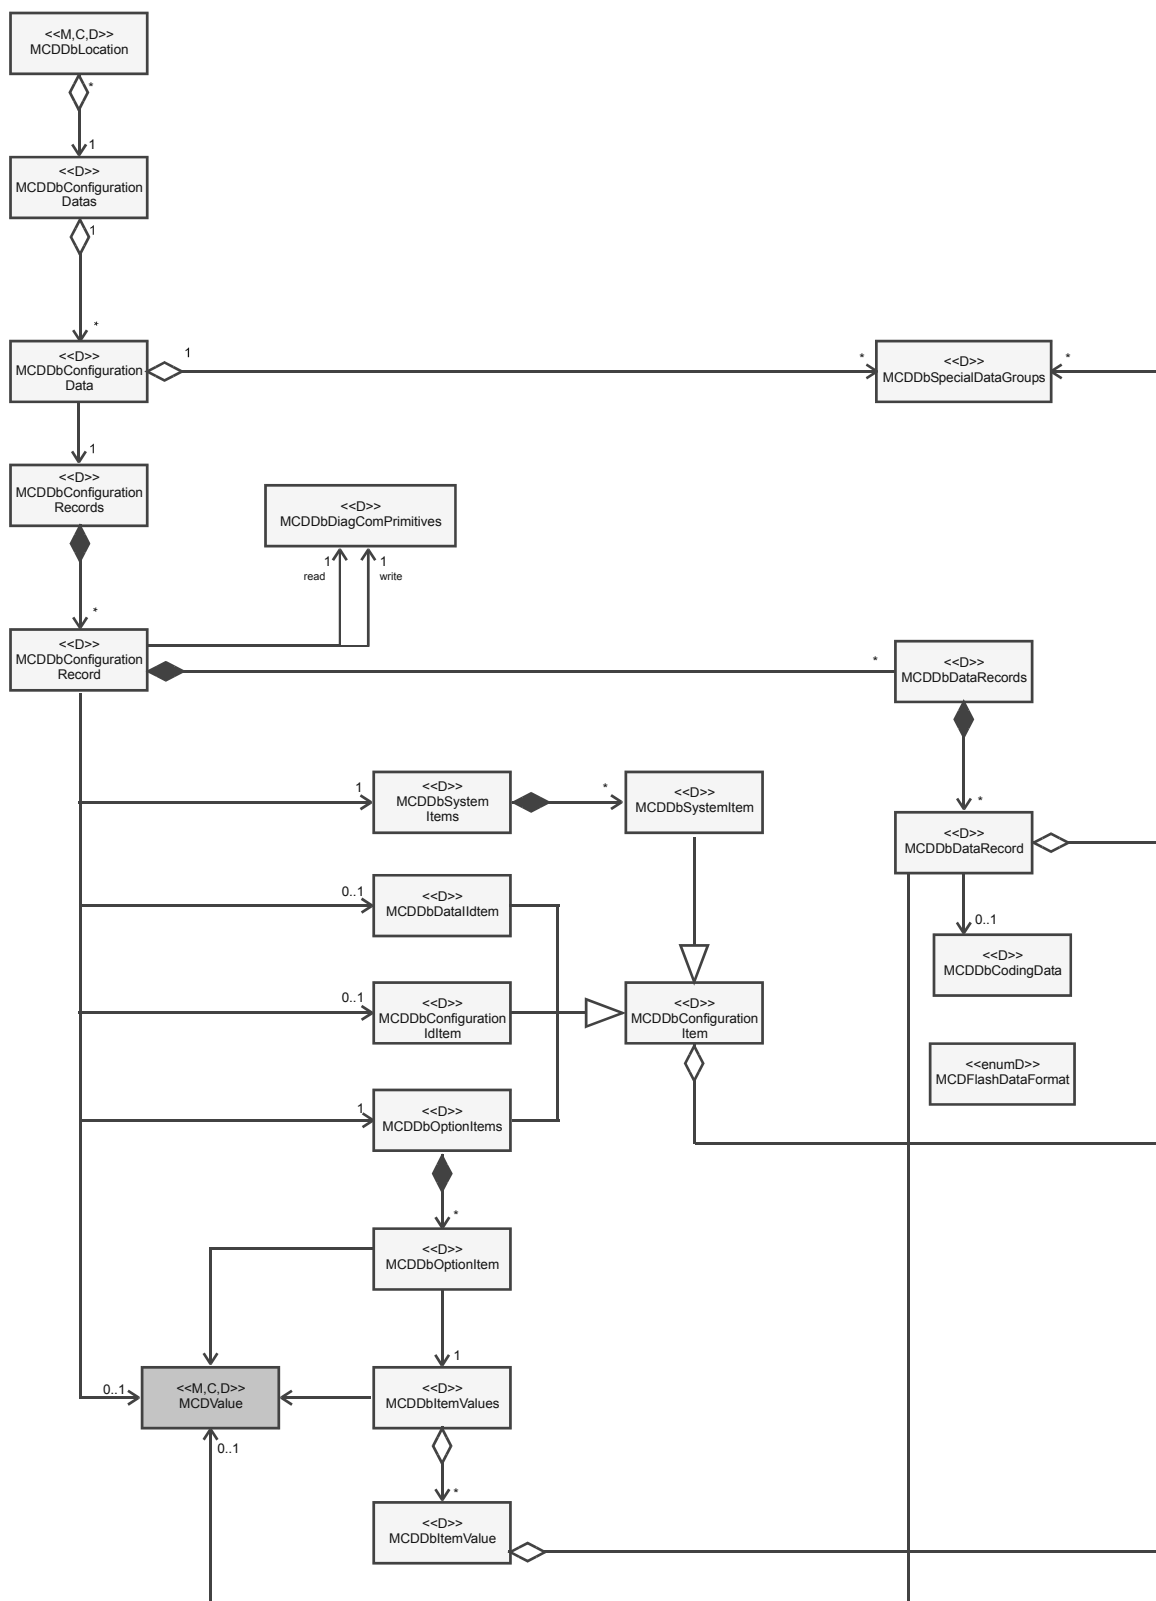 <<M,C,D>>
MCDDbLocation
*
1
<<D>>
MCDDbConfiguration
Datas
1
*
<<D>>
MCDDbConfiguration
Data
1
*
<<D>>
MCDDbSpecialDataGroups
*
1
<<D>>
MCDDbConfiguration
Records
<<D>>
MCDDbDiagComPrimitives
1
read
1
write
*
<<D>>
MCDDbConfiguration
Record
*
<<D>>
MCDDbDataRecords
1
<<D>>
MCDDbSystem
Items
*
<<D>>
MCDDbSystemItem
*
<<D>>
MCDDbDataRecord
0..1
<<D>>
MCDDbDataIIdtem
0..1
<<D>>
MCDDbCodingData
0..1
<<D>>
MCDDbConfiguration
IdItem
<<D>>
MCDDbConfiguration
Item
<<enumD>>
MCDFlashDataFormat
1
<<D>>
MCDDbOptionItems
*
<<D>>
MCDDbOptionItem
1
0..1
<<M,C,D>>
MCDValue
<<D>>
MCDDbItemValues
0..1
*
<<D>>
MCDDbItemValue